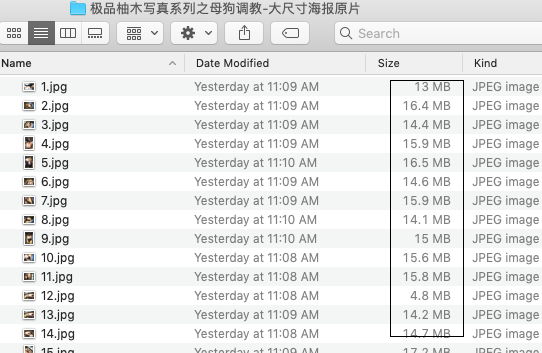 极品柚木写真系列之母狗调教-大尺寸海报原片
Search
Name Date Modified Size Kind
1.jpg Yesterday at 11:09 AM 13 MB JPEG image
2.jpg Yesterday at 11:09 AM 16.4 MB JPEG image
3.jpg Yesterday at 11:09 AM 14.4 MB JPEG image
4.jpg Yesterday at 11:09 AM 15.9 MB JPEG image
5.jpg Yesterday at 11:10 AM 16.5 MB JPEG image
6.jpg Yesterday at 11:09 AM 14.6 MB JPEG image
7.jpg Yesterday at 11:09 AM 15.9 MB JPEG image
8.jpg Yesterday at 11:10 AM 14.1 MB JPEG image
9.jpg Yesterday at 11:10 AM 15 MB JPEG image
10.jpg Yesterday at 11:08 AM 15.6 MB JPEG image
11.jpg Yesterday at 11:08 AM 15.8 MB JPEG image
12.jpg Yesterday at 11:08 AM 4.8 MB JPEG image
13.jpg Yesterday at 11:09 AM 14.2 MB JPEG image
14.jpg Yesterday at 11:08 AM 14.7 MB JPEG image